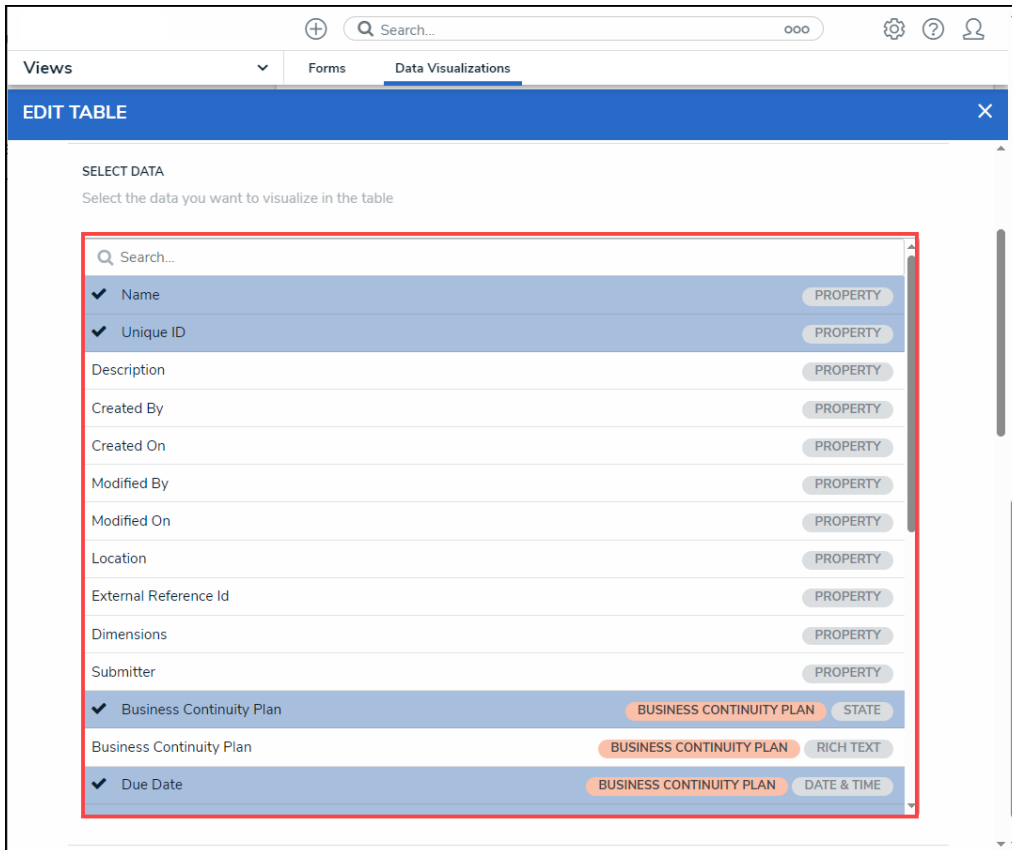 Search... ooo
Views Forms Data Visualizations
EDIT TABLE
SELECT DATA
Select the data you want to visualize in the table
Search...
Name PROPERTY
Unique ID PROPERTY
Description PROPERTY
Created By PROPERTY
Created On PROPERTY
Modified By PROPERTY
Modified On PROPERTY
Location PROPERTY
External Reference Id PROPERTY
Dimensions PROPERTY
Submitter PROPERTY
Business Continuity Plan BUSINESS CONTINUITY PLAN STATE
Business Continuity Plan BUSINESS CONTINUITY PLAN RICH TEXT
Due Date BUSINESS CONTINUITY PLAN DATE & TIME